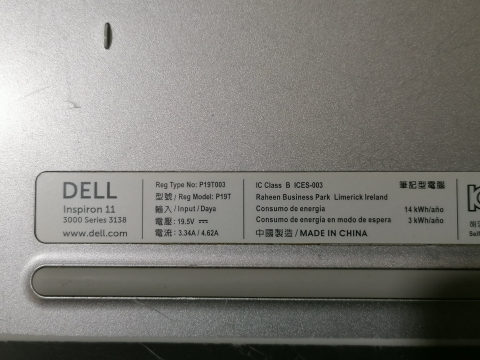 DELL
Inspiron 11
3000 Series 3138
www.dell.com
Reg Type No: P19T003
型號 / Reg Model: P19T
輸入 / Input / Daya
電壓: 19.5V ⎓
電流: 3.34A / 4.62A
IC Class B ICES-003
Raheen Business Park Limerick Ireland
Consumo de energía 14 kWh/año
Consumo de energía en modo de espera 3 kWh/año
中國製造 / MADE IN CHINA
筆記型電腦